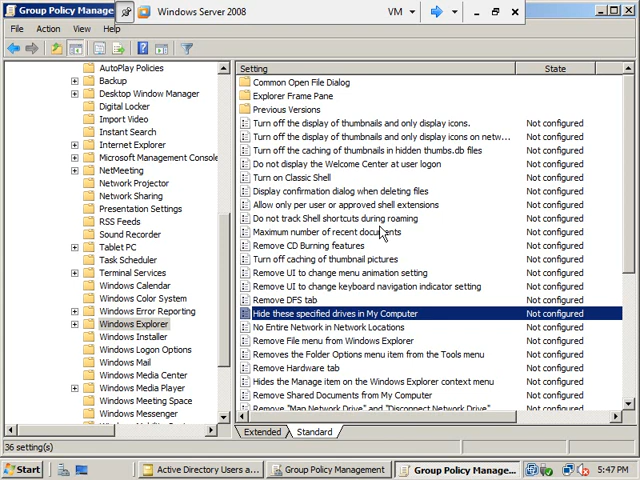 Group Policy Manage
Windows Server 2008
VM
File Action View Help
AutoPlay Policies
Backup
Desktop Window Manager
Digital Locker
Import Video
Instant Search
Internet Explorer
Microsoft Management Console
NetMeeting
Network Projector
Network Sharing
Presentation Settings
RSS Feeds
Sound Recorder
Tablet PC
Task Scheduler
Terminal Services
Windows Calendar
Windows Color System
Windows Error Reporting
Windows Explorer
Windows Installer
Windows Logon Options
Windows Mail
Windows Media Center
Windows Media Player
Windows Meeting Space
Windows Messenger
Setting State
Common Open File Dialog
Explorer Frame Pane
Previous Versions
Turn off the display of thumbnails and only display icons. Not configured
Turn off the display of thumbnails and only display icons on netw... Not configured
Turn off the caching of thumbnails in hidden thumbs.db files Not configured
Do not display the Welcome Center at user logon Not configured
Turn on Classic Shell Not configured
Display confirmation dialog when deleting files Not configured
Allow only per user or approved shell extensions Not configured
Do not track Shell shortcuts during roaming Not configured
Maximum number of recent documents Not configured
Remove CD Burning features Not configured
Turn off caching of thumbnail pictures Not configured
Remove UI to change menu animation setting Not configured
Remove UI to change keyboard navigation indicator setting Not configured
Remove DFS tab Not configured
Hide these specified drives in My Computer Not configured
No Entire Network in Network Locations Not configured
Remove File menu from Windows Explorer Not configured
Removes the Folder Options menu item from the Tools menu Not configured
Remove Hardware tab Not configured
Hides the Manage item on the Windows Explorer context menu Not configured
Remove Shared Documents from My Computer Not configured
Remove "Map Network Drive" and "Disconnect Network Drive" Not configured
Extended Standard
36 setting(s)
Start Active Directory Users a... Group Policy Management Group Policy Manage... 5:47 PM